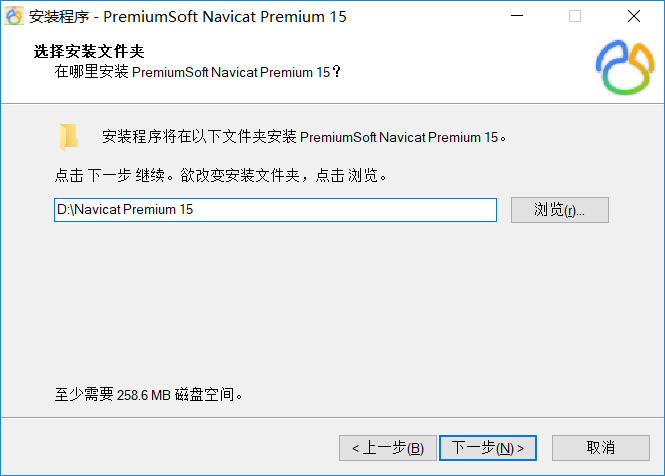 安装程序 - PremiumSoft Navicat Premium 15
选择安装文件夹
在哪里安装 PremiumSoft Navicat Premium 15?
安装程序将在以下文件夹安装 PremiumSoft Navicat Premium 15。
点击 下一步 继续。欲改变安装文件夹，点击 浏览。
D:\Navicat Premium 15
浏览(r)...
至少需要 258.6 MB 磁盘空间。
< 上一步(B)
下一步(N) >
取消